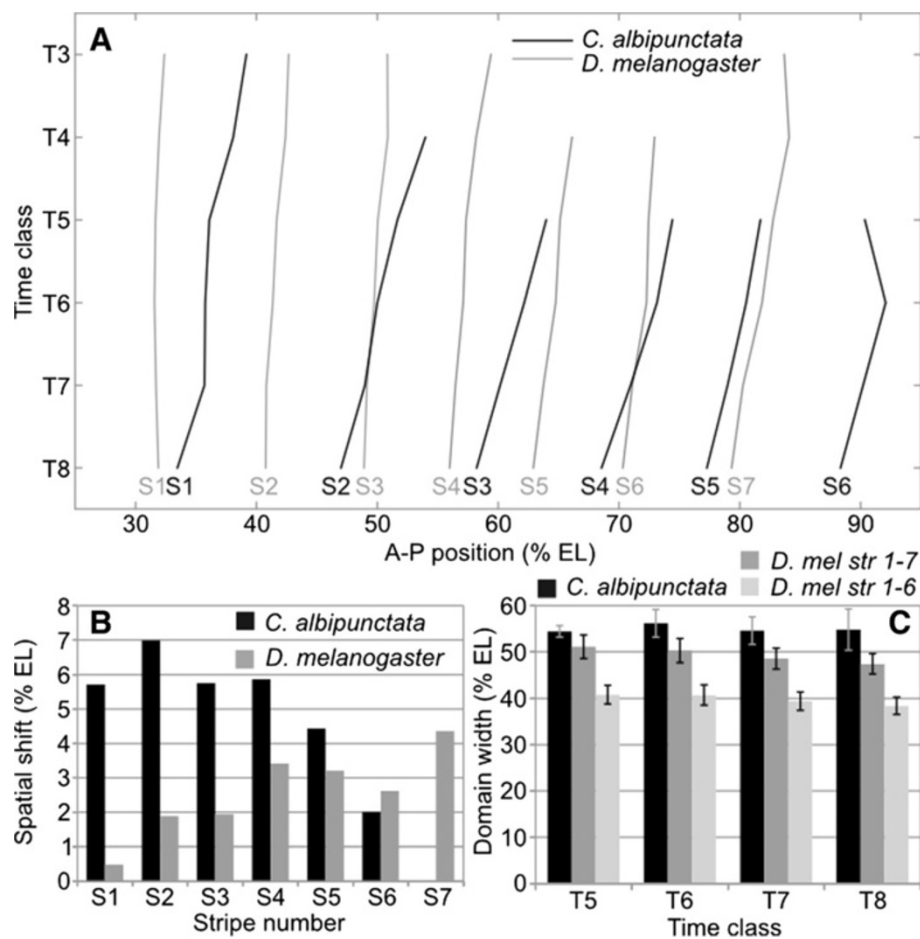 A
C. albipunctata
D. melanogaster
T3
T4
T5
T6
T7
T8
Time class
S1 S1 S2 S2 S3 S4 S3 S5 S4 S6 S5 S7 S6
30 40 50 60 70 80 90
A-P position (% EL)
B
C. albipunctata
D. melanogaster
8
7
6
5
4
3
2
1
0
Spatial shift (% EL)
S1 S2 S3 S4 S5 S6 S7
Stripe number
C. albipunctata
D. mel str 1-7
D. mel str 1-6
C
60
50
40
30
20
10
0
Domain width (% EL)
T5 T6 T7 T8
Time class